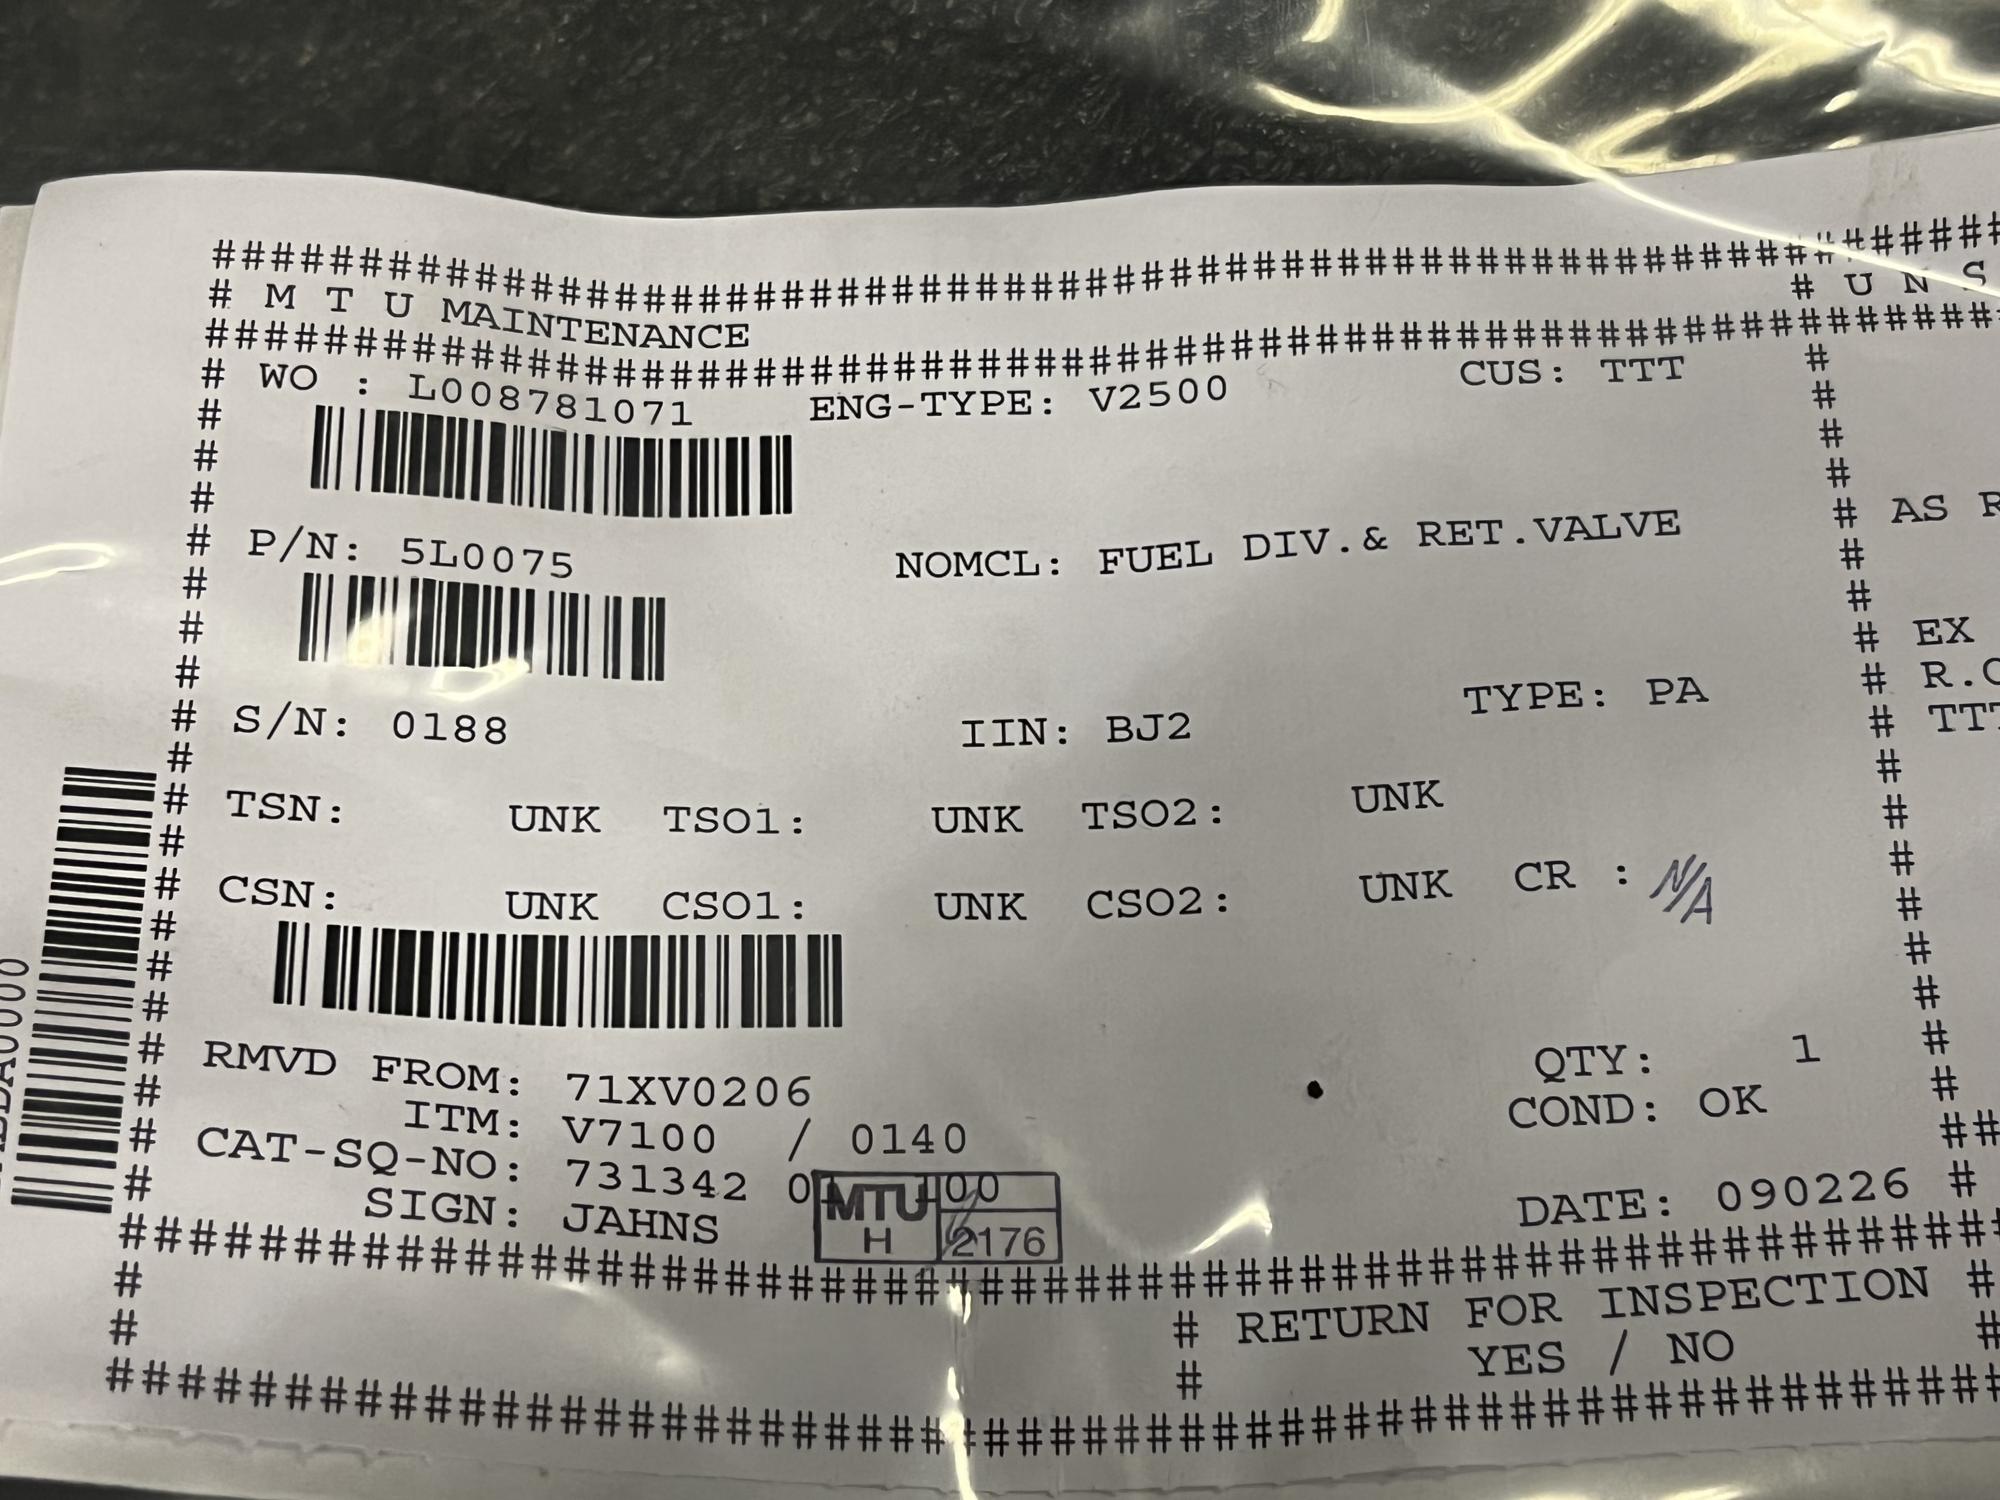 ##########################################################
# M T U MAINTENANCE # U N S
##########################################################
# WO : L008781071 ENG-TYPE: V2500 CUS: TTT #
# P/N: 5L0075 NOMCL: FUEL DIV.& RET.VALVE # AS
# EX
# S/N: 0188 IIN: BJ2 TYPE: PA # R.
# TTT
# TSN: UNK TSO1: UNK TSO2: UNK #
# CSN: UNK CSO1: UNK CSO2: UNK CR : N/A #
# RMVD FROM: 71XV0206 QTY: 1 #
# ITM: V7100 / 0140 COND: OK ##
# CAT-SQ-NO: 731342 0 00
# SIGN: JAHNS DATE: 090226 #
MTU
H 2176
##########################################################
# # RETURN FOR INSPECTION #
# # YES / NO #
##########################################################